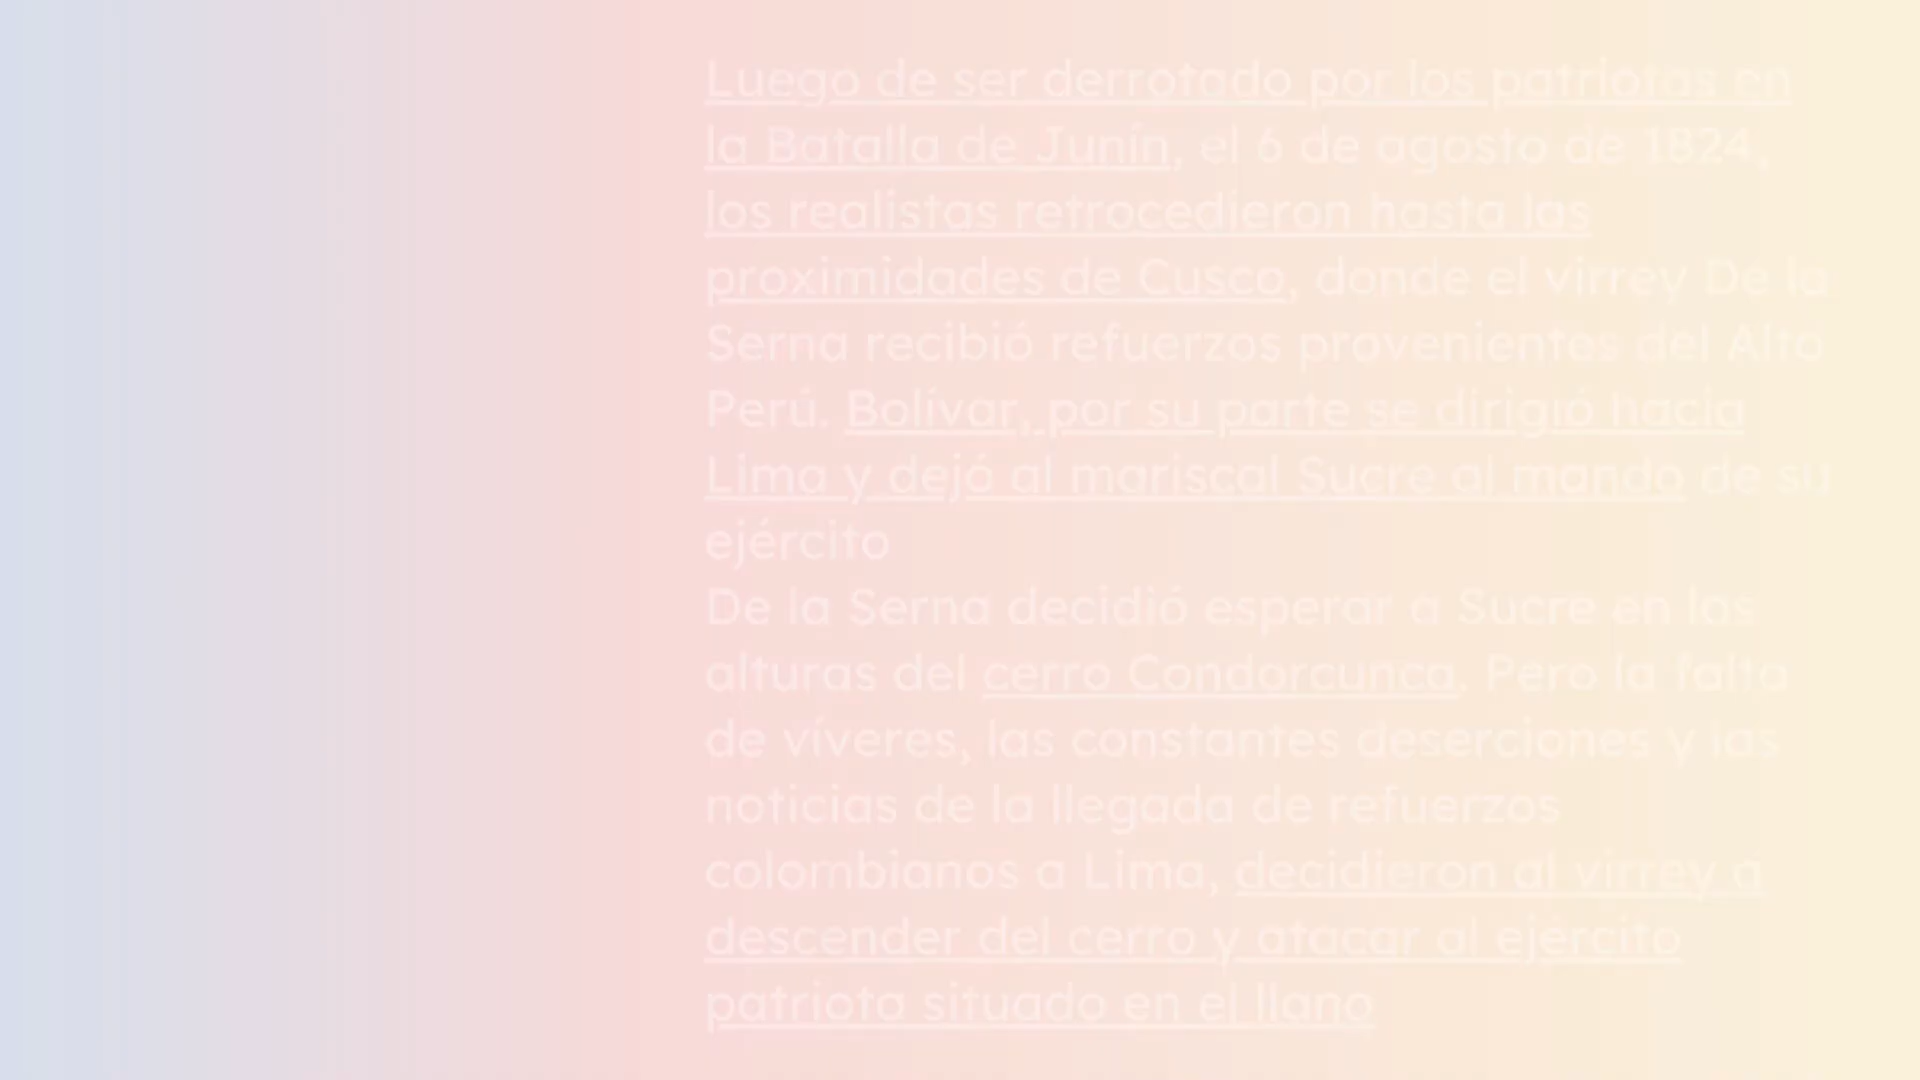 Luego de ser derrotado por los patriotas en
la Batalla de Junín, el 6 de agosto de 1824,
los realistas retrocedieron hasta las
proximidades de Cusco, donde el virrey De la
Serna recibió refuerzos provenientes del Alto
Perú. Bolívar, por su parte se dirigió hacia
Lima y dejó al mariscal Sucre al mando de su
ejército
De la Serna decidió esperar a Sucre en las
alturas del cerro Condorcunca. Pero la falta
de víveres, las constantes deserciones y las
noticias de la llegada de refuerzos
colombianos a Lima, decidieron al virrey a
descender del cerro y atacar al ejército
patriota situado en el llano